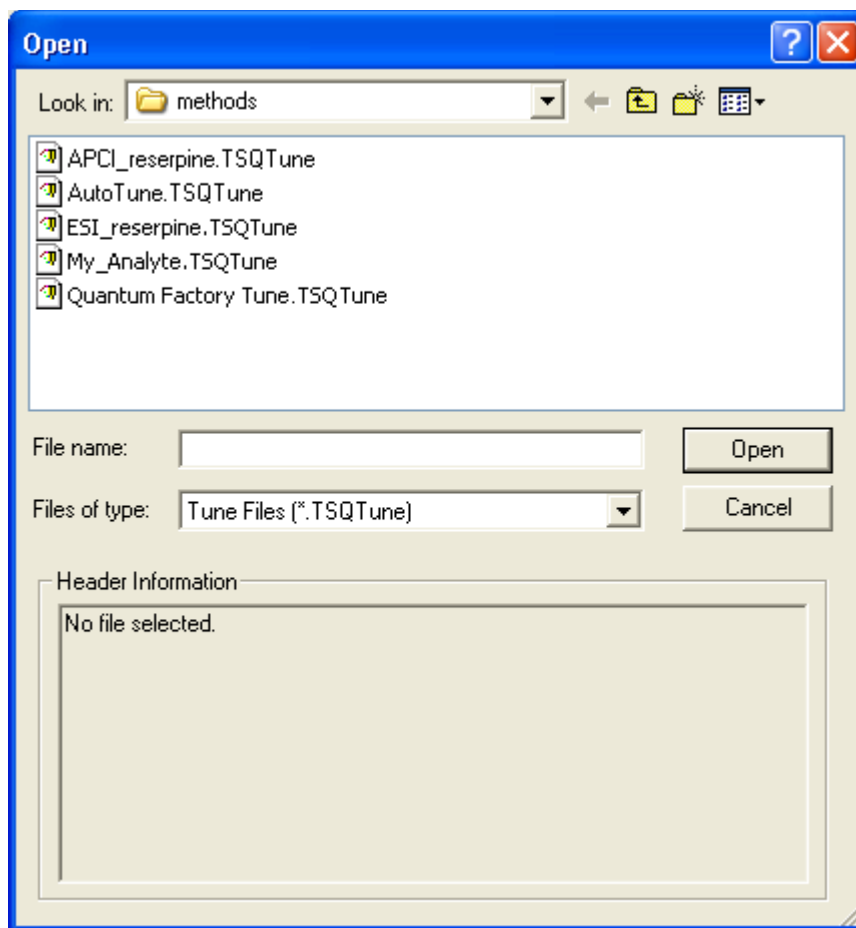 Open
Look in: methods
APCI_reserpine.TSQTune
AutoTune.TSQTune
ESI_reserpine.TSQTune
My_Analyte.TSQTune
Quantum Factory Tune.TSQTune
File name: Open
Files of type: Tune Files (*.TSQTune) Cancel
Header Information
No file selected.